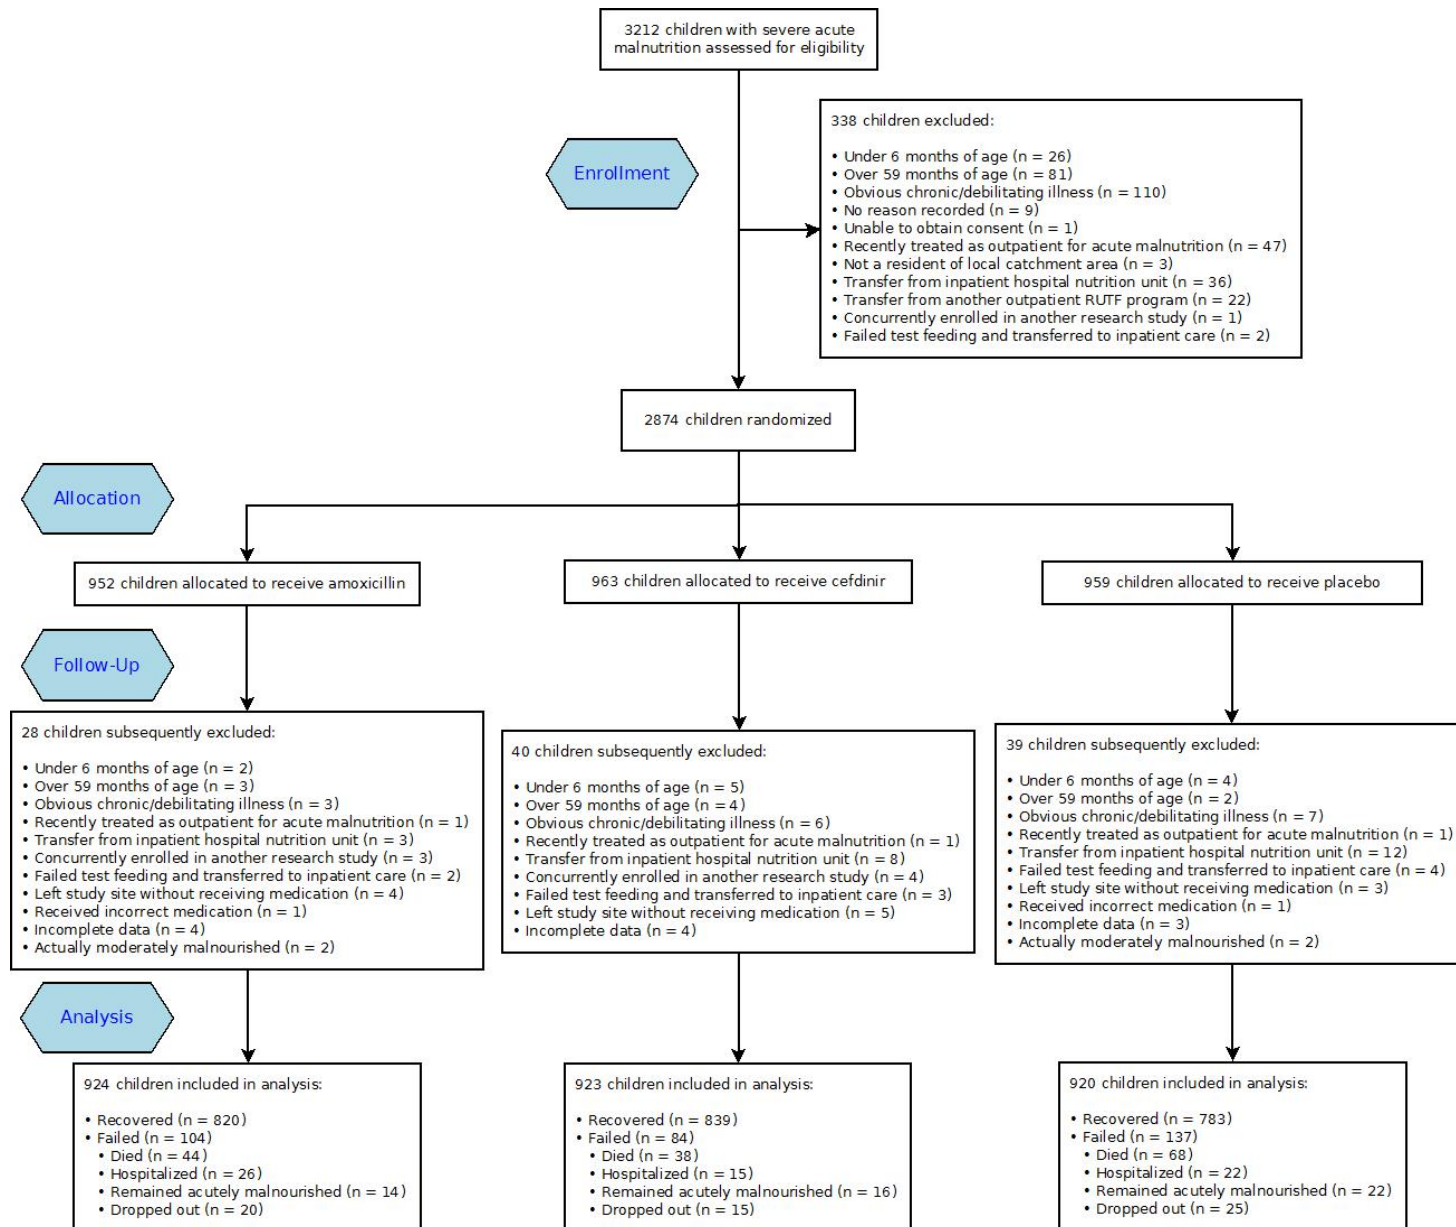 3212 children with severe acute
malnutrition assessed for eligibility
338 children excluded:
• Under 6 months of age (n = 26)
• Over 59 months of age (n = 81)
• Obvious chronic/debilitating illness (n = 110)
• No reason recorded (n = 9)
• Unable to obtain consent (n = 1)
• Recently treated as outpatient for acute malnutrition (n = 47)
• Not a resident of local catchment area (n = 3)
• Transfer from inpatient hospital nutrition unit (n = 36)
• Transfer from another outpatient RUTF program (n = 22)
• Concurrently enrolled in another research study (n = 1)
• Failed test feeding and transferred to inpatient care (n = 2)
Enrollment
2874 children randomized
Allocation
952 children allocated to receive amoxicillin
963 children allocated to receive cefdinir
959 children allocated to receive placebo
Follow-Up
28 children subsequently excluded:
• Under 6 months of age (n = 2)
• Over 59 months of age (n = 3)
• Obvious chronic/debilitating illness (n = 3)
• Recently treated as outpatient for acute malnutrition (n = 1)
• Transfer from inpatient hospital nutrition unit (n = 3)
• Concurrently enrolled in another research study (n = 3)
• Failed test feeding and transferred to inpatient care (n = 2)
• Left study site without receiving medication (n = 4)
• Received incorrect medication (n = 1)
• Incomplete data (n = 4)
• Actually moderately malnourished (n = 2)
40 children subsequently excluded:
• Under 6 months of age (n = 5)
• Over 59 months of age (n = 4)
• Obvious chronic/debilitating illness (n = 6)
• Recently treated as outpatient for acute malnutrition (n = 1)
• Transfer from inpatient hospital nutrition unit (n = 8)
• Concurrently enrolled in another research study (n = 4)
• Failed test feeding and transferred to inpatient care (n = 3)
• Left study site without receiving medication (n = 5)
• Incomplete data (n = 4)
39 children subsequently excluded:
• Under 6 months of age (n = 4)
• Over 59 months of age (n = 2)
• Obvious chronic/debilitating illness (n = 7)
• Recently treated as outpatient for acute malnutrition (n = 1)
• Transfer from inpatient hospital nutrition unit (n = 12)
• Failed test feeding and transferred to inpatient care (n = 4)
• Left study site without receiving medication (n = 3)
• Received incorrect medication (n = 1)
• Incomplete data (n = 3)
• Actually moderately malnourished (n = 2)
Analysis
924 children included in analysis:
• Recovered (n = 820)
• Failed (n = 104)
• Died (n = 44)
• Hospitalized (n = 26)
• Remained acutely malnourished (n = 14)
• Dropped out (n = 20)
923 children included in analysis:
• Recovered (n = 839)
• Failed (n = 84)
• Died (n = 38)
• Hospitalized (n = 15)
• Remained acutely malnourished (n = 16)
• Dropped out (n = 15)
920 children included in analysis:
• Recovered (n = 783)
• Failed (n = 137)
• Died (n = 68)
• Hospitalized (n = 22)
• Remained acutely malnourished (n = 22)
• Dropped out (n = 25)